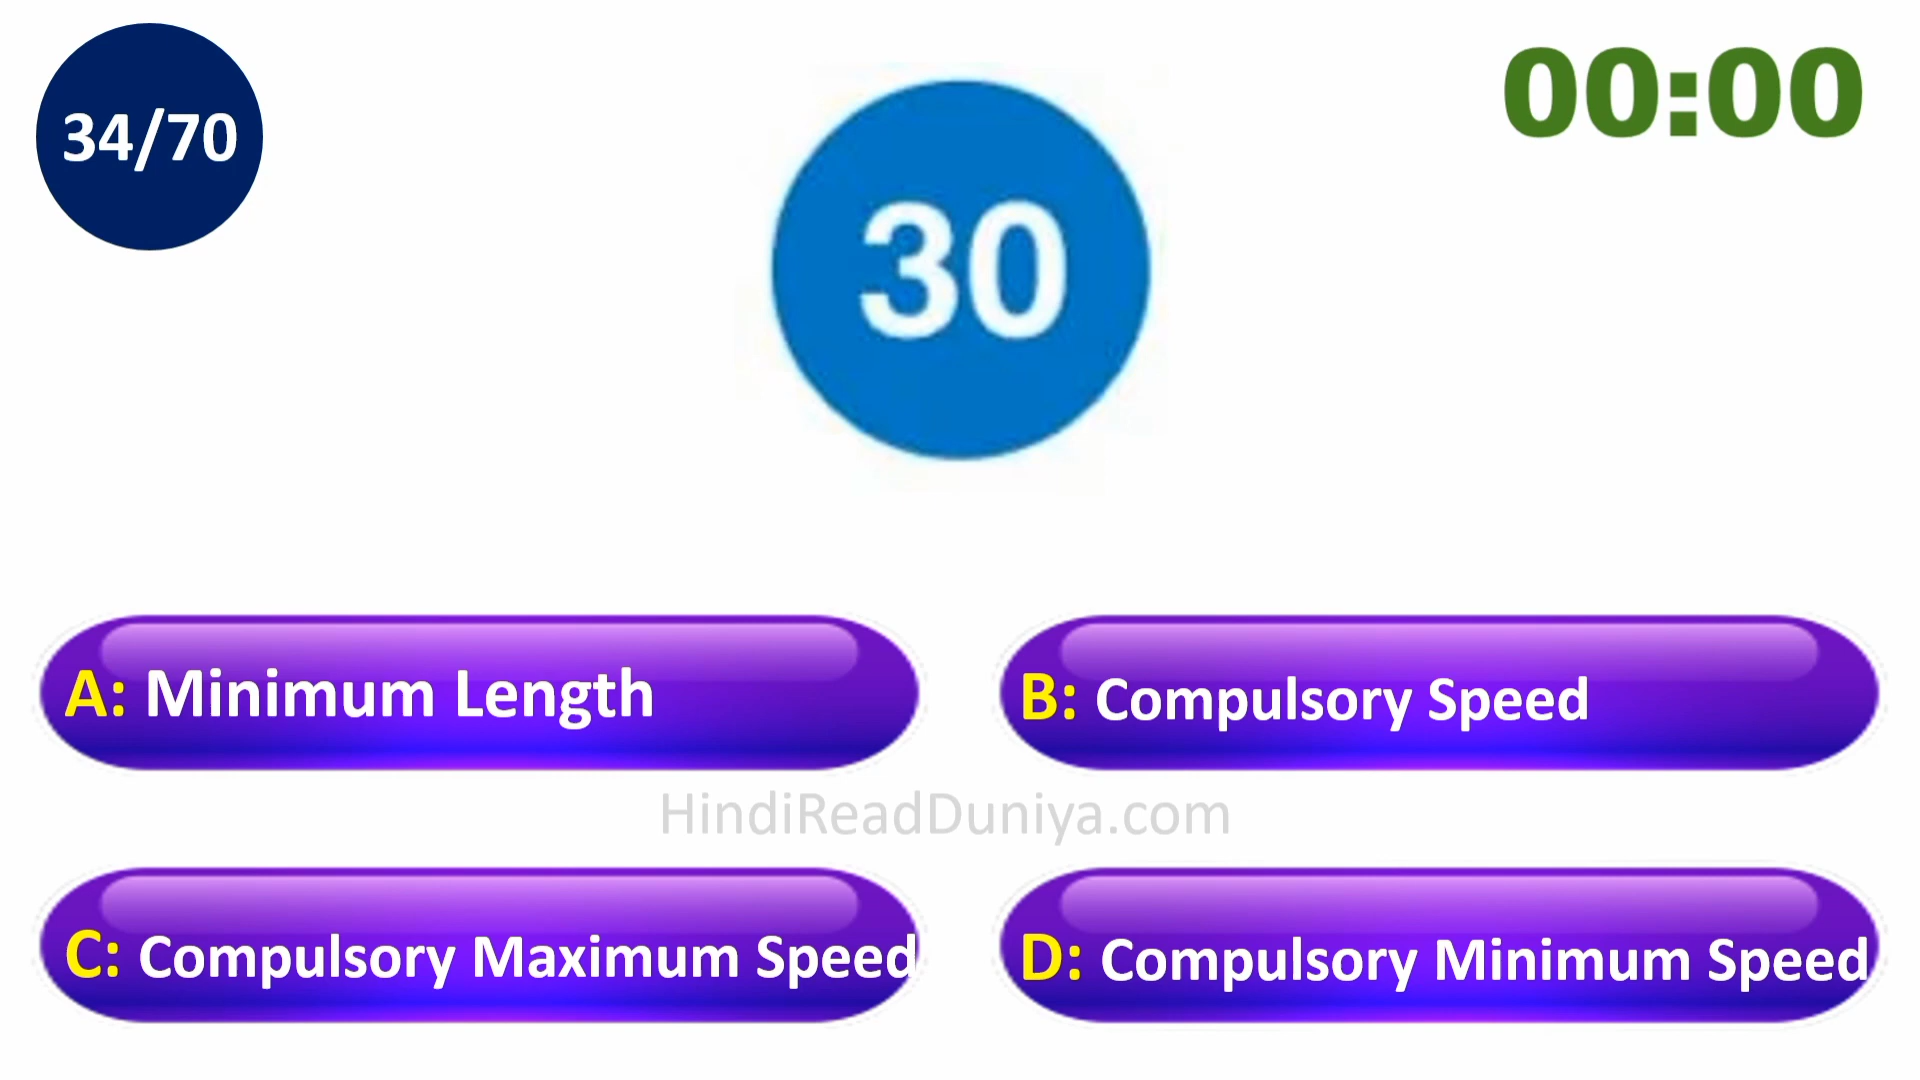 34/70
00:00
30
A: Minimum Length
B: Compulsory Speed
HindiReadDuniya.com
C: Compulsory Maximum Speed
D: Compulsory Minimum Speed